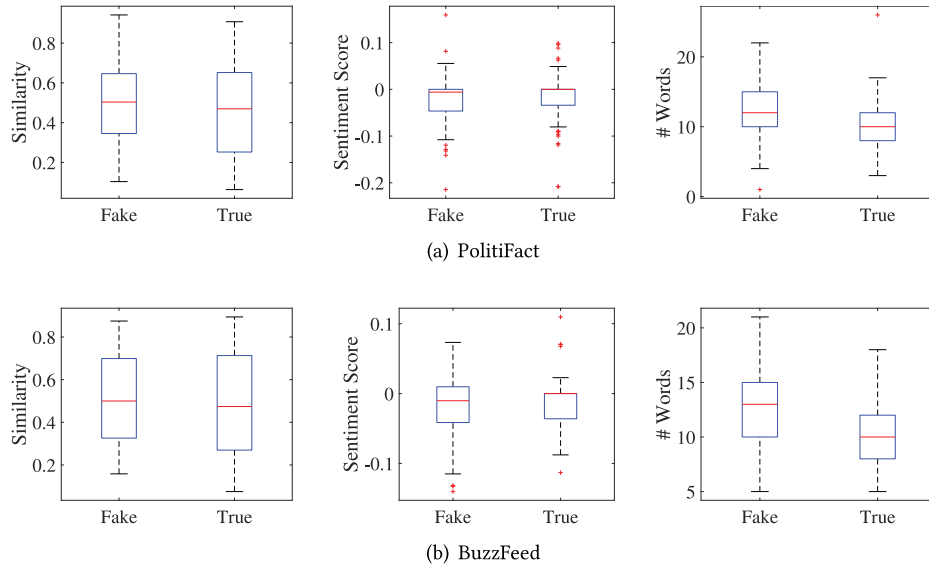 Similarity
0.8
0.6
0.4
0.2
Fake True
Sentiment Score
0.1
0
-0.1
-0.2
Fake True
# Words
20
10
0
Fake True
(a) PolitiFact
Similarity
0.8
0.6
0.4
0.2
Fake True
Sentiment Score
0.1
0
-0.1
Fake True
# Words
20
15
10
5
Fake True
(b) BuzzFeed